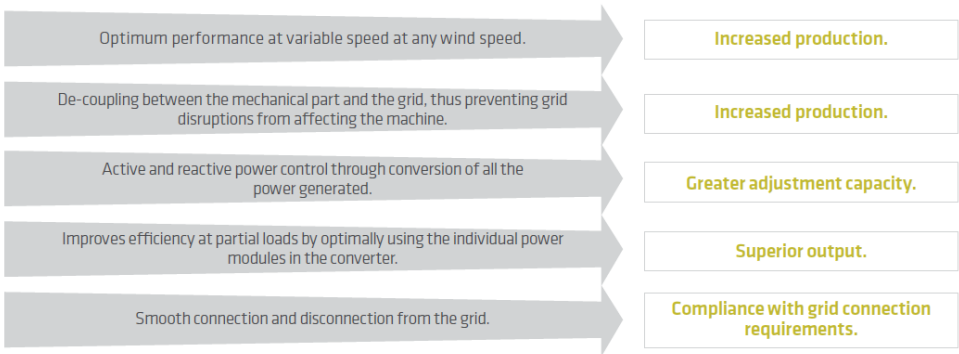 Optimum performance at variable speed at any wind speed.
Increased production.
De-coupling between the mechanical part and the grid, thus preventing grid
disruptions from affecting the machine.
Increased production.
Active and reactive power control through conversion of all the
power generated.
Greater adjustment capacity.
Improves efficiency at partial loads by optimally using the individual power
modules in the converter.
Superior output.
Smooth connection and disconnection from the grid.
Compliance with grid connection
requirements.